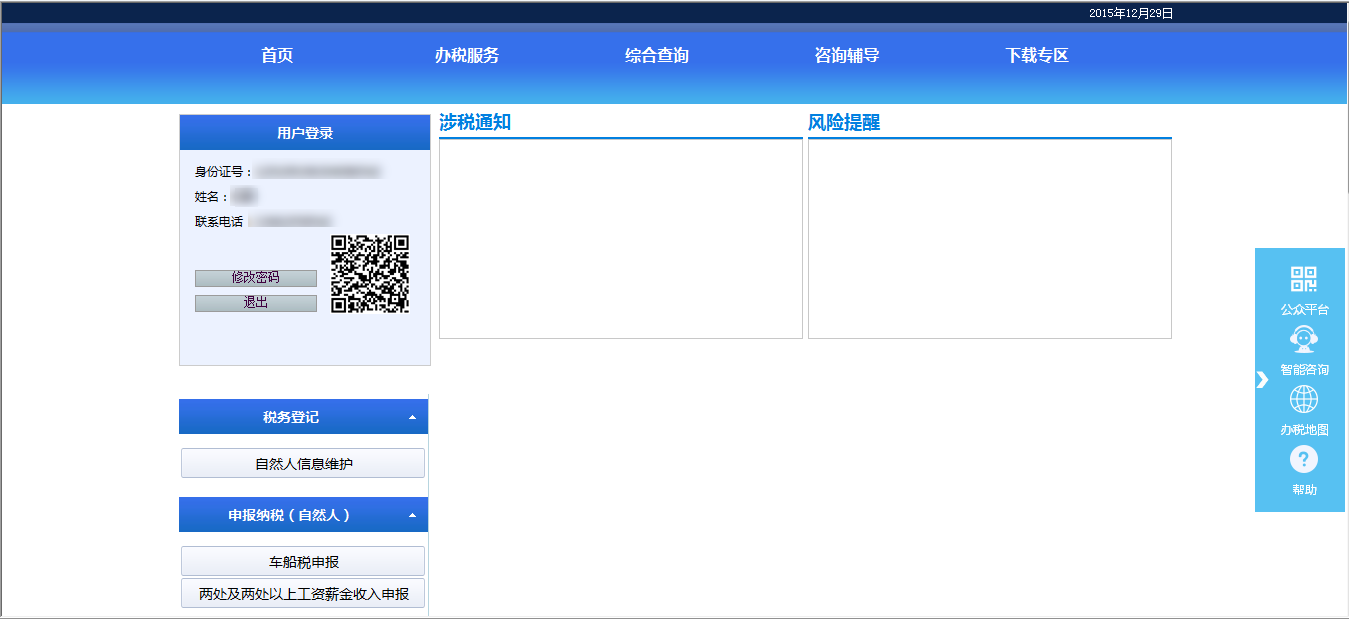 2015年12月29日
首页
办税服务
综合查询
咨询辅导
下载专区
用户登录
身份证号：
姓名：
联系电话
修改密码
退出
涉税通知
风险提醒
税务登记
自然人信息维护
申报纳税（自然人）
车船税申报
两处及两处以上工资薪金收入申报
公众平台
智能咨询
办税地图
?
帮助